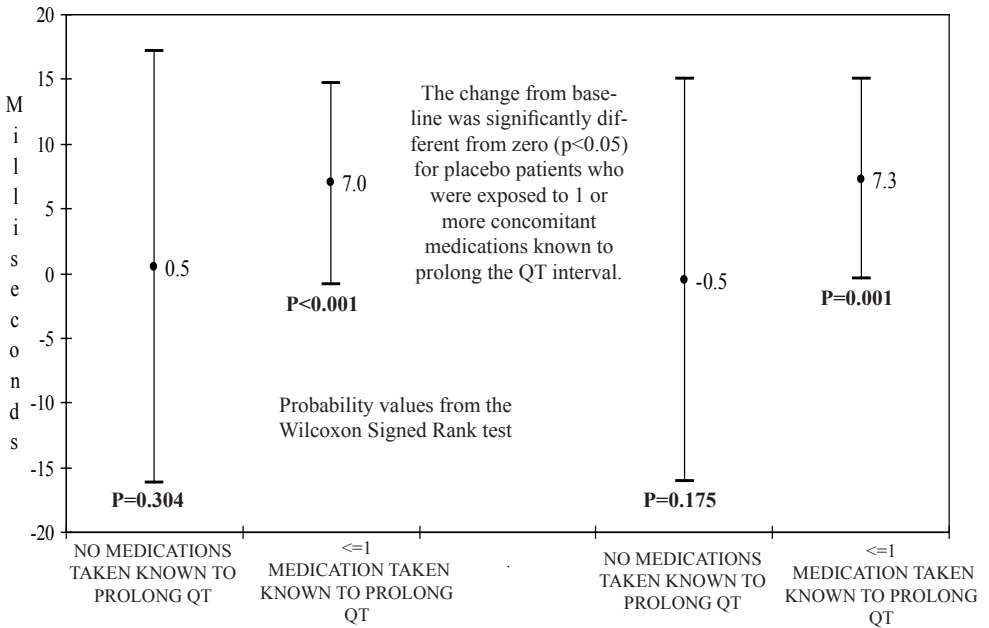 20
15
10
5
0
-5
-10
-15
-20
Milliseconds
0.5
P=0.304
7.0
P<0.001
The change from base-
line was significantly dif-
ferent from zero (p<0.05)
for placebo patients who
were exposed to 1 or
more concomitant
medications known to
prolong the QT interval.
Probability values from the
Wilcoxon Signed Rank test
-0.5
P=0.175
7.3
P=0.001
NO MEDICATIONS
TAKEN KNOWN TO
PROLONG QT
<=1
MEDICATION TAKEN
KNOWN TO PROLONG
QT
NO MEDICATIONS
TAKEN KNOWN TO
PROLONG QT
<=1
MEDICATION TAKEN
KNOWN TO PROLONG
QT